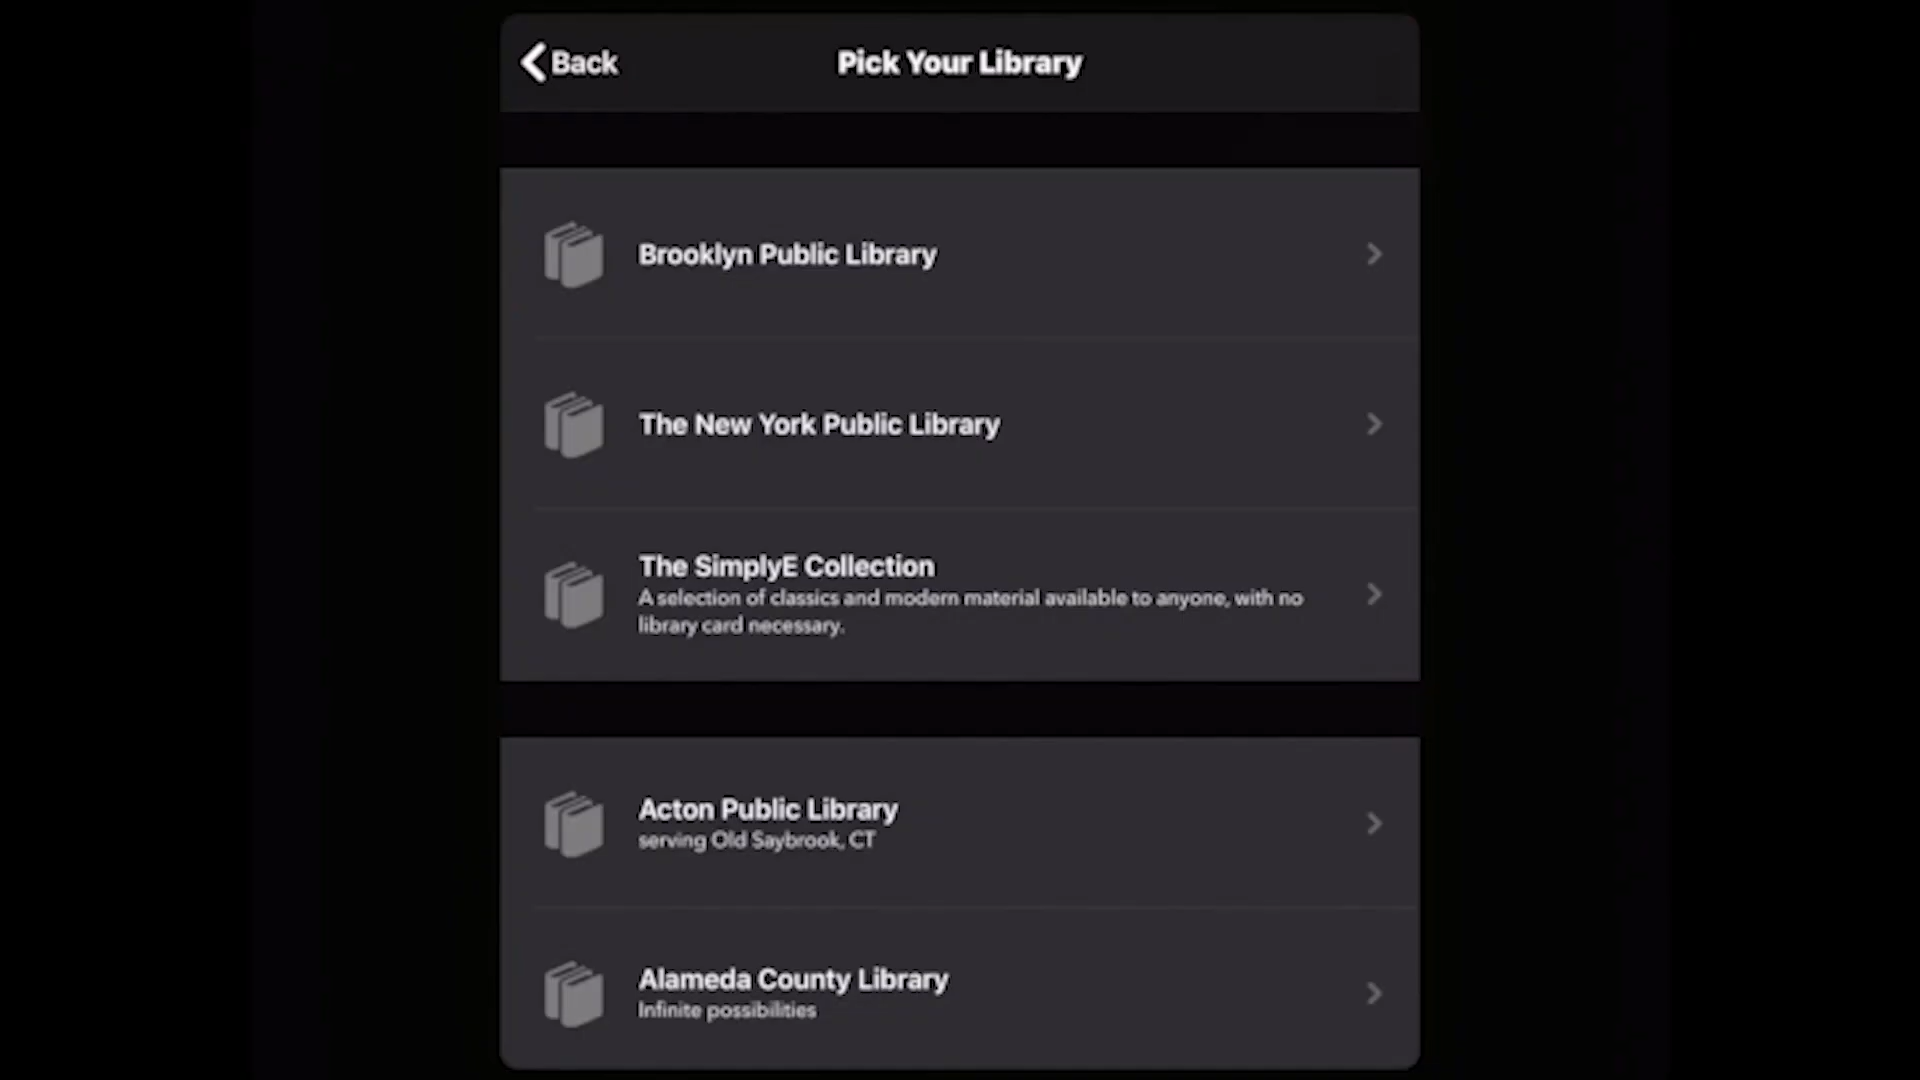 Back
Pick Your Library
Brooklyn Public Library
The New York Public Library
The SimplyE Collection
A selection of classics and modern material available to anyone, with no
library card necessary.
Acton Public Library
serving Old Saybrook, CT
Alameda County Library
Infinite possibilities